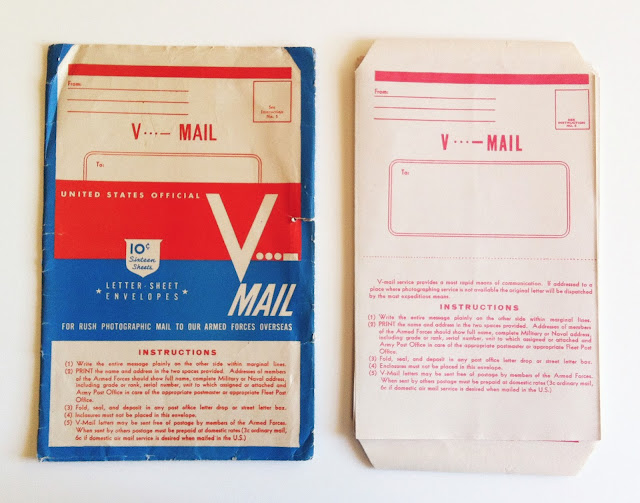 From:
See
Instruction
No. 5
V...— MAIL
To:
UNITED STATES OFFICIAL
V...—
MAIL
10¢
Sixteen
Sheets
LETTER-SHEET
ENVELOPES
FOR RUSH PHOTOGRAPHIC MAIL TO OUR ARMED FORCES OVERSEAS
INSTRUCTIONS
(1) Write the entire message plainly on the other side within marginal lines.
(2) PRINT the name and address in the two spaces provided. Addresses of members
of the Armed Forces should show full name, complete Military or Naval address,
including grade or rank, serial number, unit to which assigned or attached and
Army Post Office in care of the appropriate postmaster or appropriate Fleet Post
Office.
(3) Fold, seal, and deposit in any post office letter drop or street letter box.
(4) Enclosures must not be placed in this envelope.
(5) V-Mail letters may be sent free of postage by members of the Armed Forces.
When sent by others postage must be prepaid at domestic rates (3c ordinary mail,
6c if domestic air mail service is desired when mailed in the U.S.)
From:
SEE
INSTRUCTION
NO. 5
V...— MAIL
To:
V-mail service provides a most rapid means of communication. If addressed to a
place where photographing service is not available the original letter will be dispatched
by the most expeditious means.
INSTRUCTIONS
(1) Write the entire message plainly on the other side within marginal lines.
(2) PRINT the name and address in the two spaces provided. Addresses of members
of the Armed Forces should show full name, complete Military or Naval address,
including grade or rank, serial number, unit to which assigned or attached and
Army Post Office in care of the appropriate postmaster or appropriate Fleet Post
Office.
(3) Fold, seal, and deposit in any post office letter drop or street letter box.
(4) Enclosures must not be placed in this envelope.
(5) V-Mail letters may be sent free of postage by members of the Armed Forces.
When sent by others postage must be prepaid at domestic rates (3c ordinary mail,
6c if domestic air mail service is desired when mailed in the U.S.)